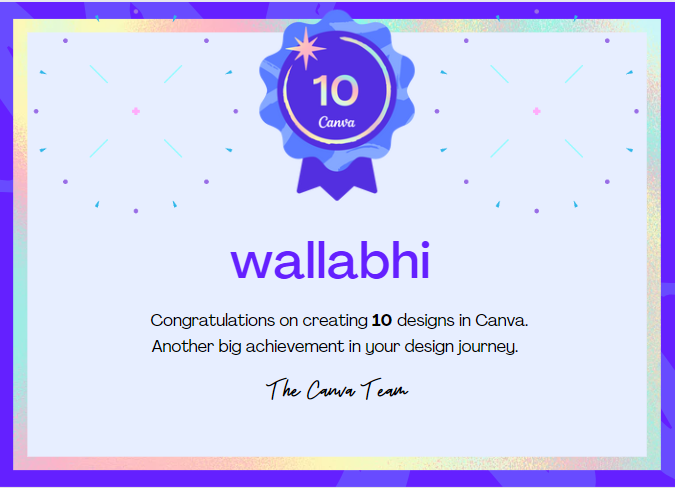 10
Canva
wallabhi
Congratulations on creating 10 designs in Canva.
Another big achievement in your design journey.
The Canva Team